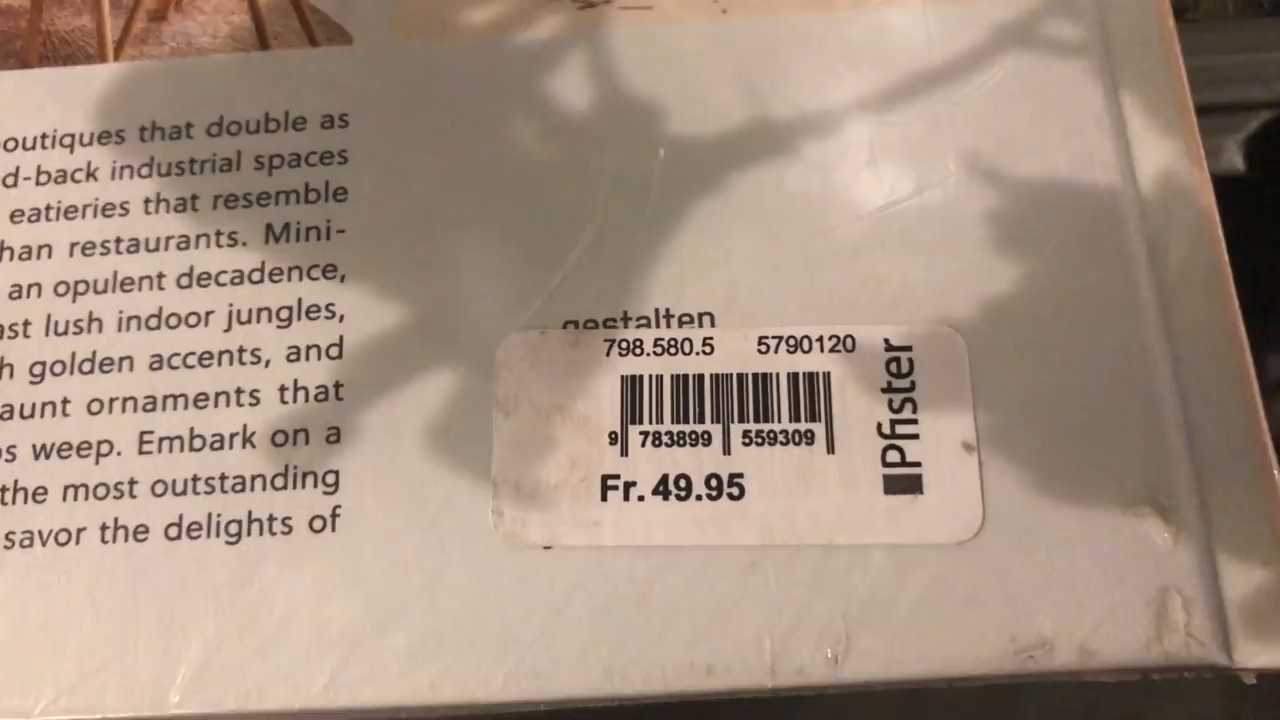 outiques that double as
d-back industrial spaces
eatieries that resemble
han restaurants. Mini-
an opulent decadence,
ast lush indoor jungles,
h golden accents, and
aunt ornaments that
s weep. Embark on a
the most outstanding
savor the delights of
gestalten
798.580.5 5790120
9 783899 559309
Fr. 49.95
Pfister